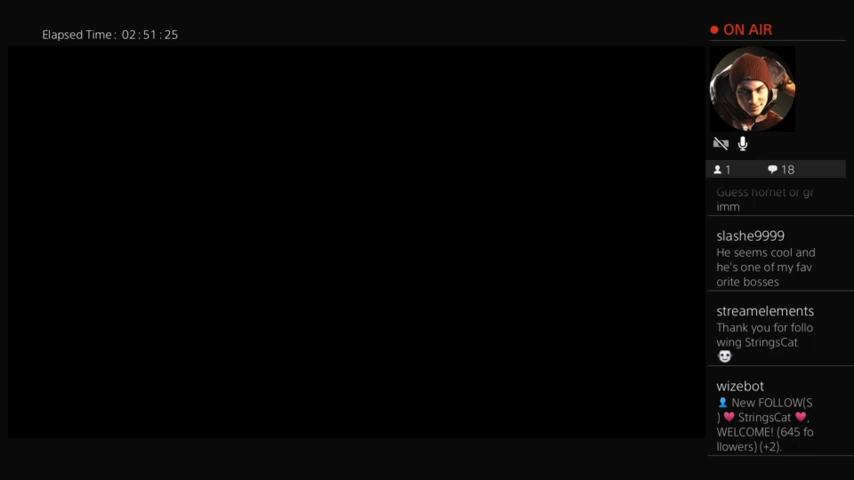 Elapsed Time: 02:51:25
ON AIR
1 18
Guess hornet or gr
imm
slashe9999
He seems cool and
he's one of my fav
orite bosses
streamelements
Thank you for follo
wing StringsCat
wizebot
👤 New FOLLOW(S
) 💗 StringsCat 💗,
WELCOME! (645 fo
llowers) (+2).